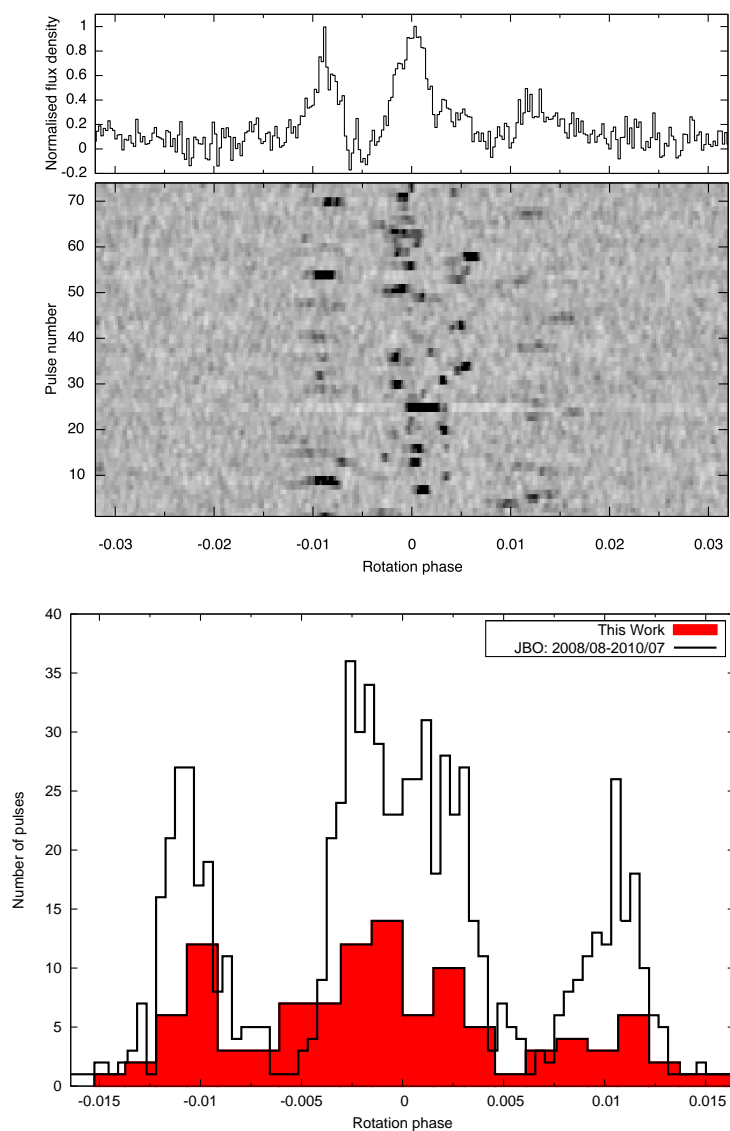 Normalised flux density
1
0.8
0.6
0.4
0.2
0
-0.2
Pulse number
70
60
50
40
30
20
10
-0.03 -0.02 -0.01 0 0.01 0.02 0.03
Rotation phase
40
35
30
25
20
15
10
5
0
Number of pulses
This Work
JBO: 2008/08-2010/07
-0.015 -0.01 -0.005 0 0.005 0.01 0.015
Rotation phase